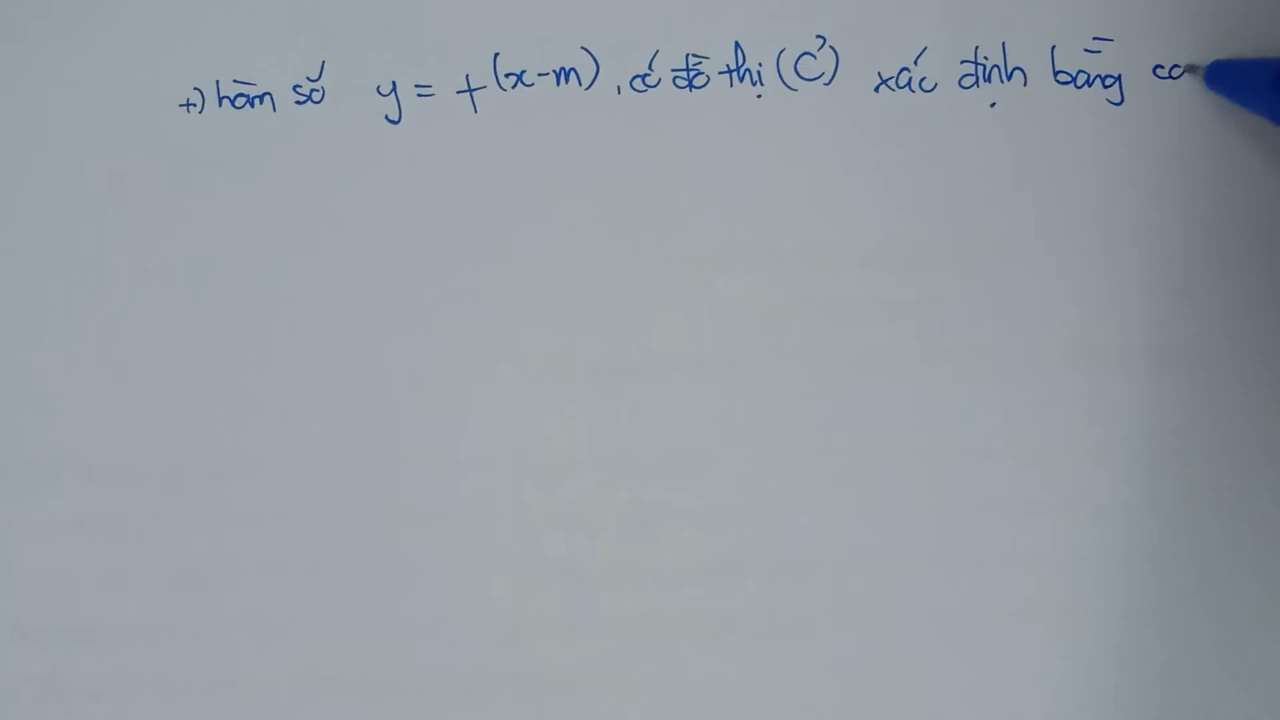 +) hàm số y = f(x-m), có đồ thị (C') xác định bằng